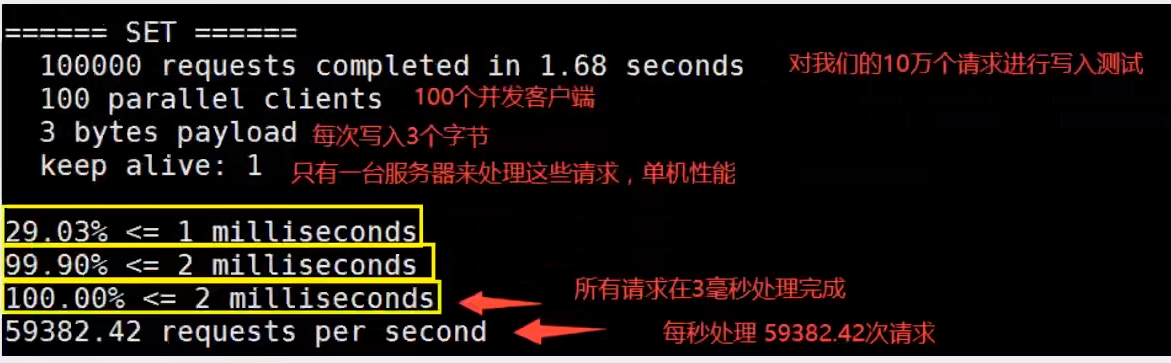 ====== SET ======
100000 requests completed in 1.68 seconds 对我们的10万个请求进行写入测试
100 parallel clients 100个并发客户端
3 bytes payload 每次写入3个字节
keep alive: 1 只有一台服务器来处理这些请求，单机性能
29.03% <= 1 milliseconds
99.90% <= 2 milliseconds
100.00% <= 2 milliseconds 所有请求在3毫秒处理完成
59382.42 requests per second 每秒处理 59382.42次请求